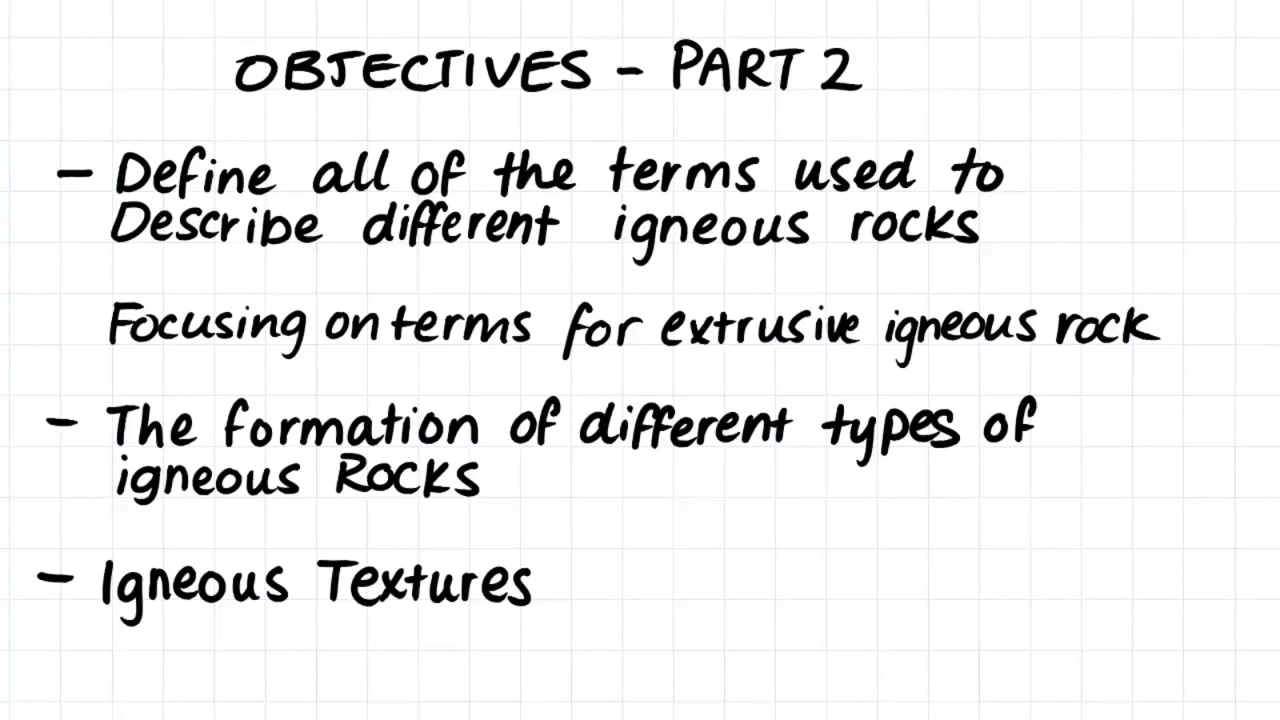 OBJECTIVES - PART 2
- Define all of the terms used to
Describe different igneous rocks
Focusing on terms for extrusive igneous rock
- The formation of different types of
igneous Rocks
- Igneous Textures